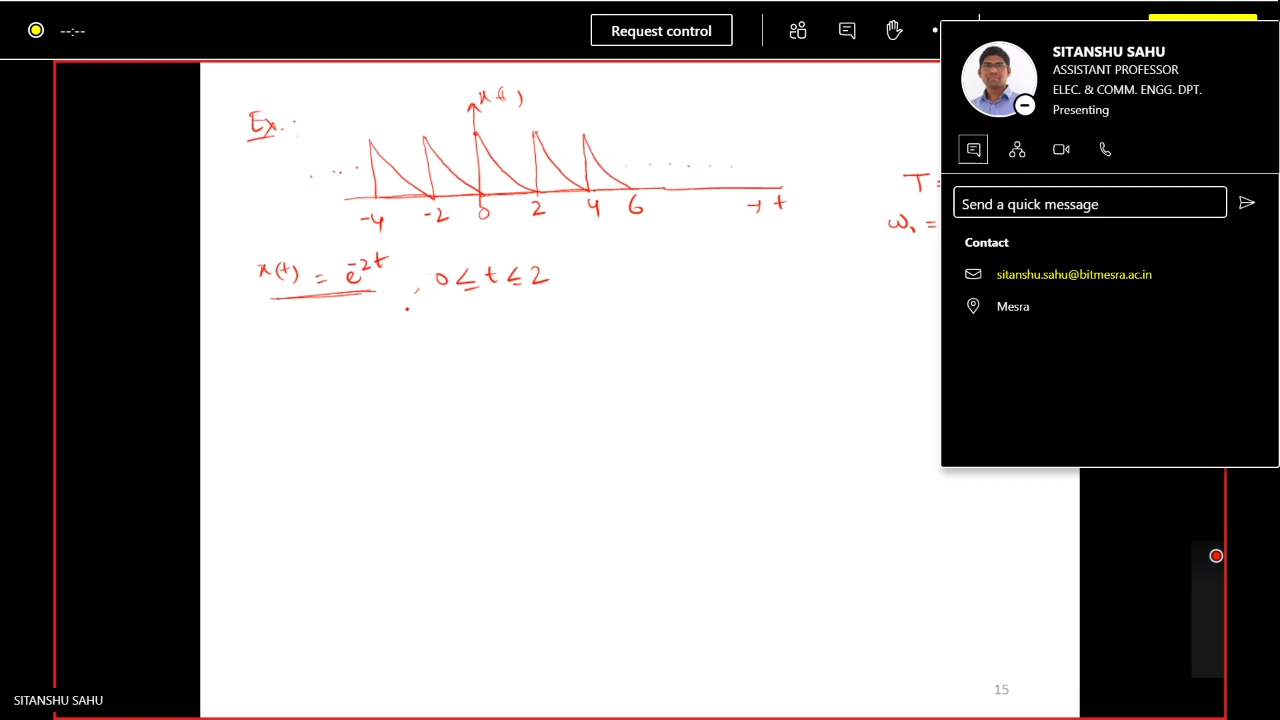 --:--
Request control
SITANSHU SAHU
ASSISTANT PROFESSOR
ELEC. & COMM. ENGG. DPT.
Presenting
Send a quick message
Contact
sitanshu.sahu@bitmesra.ac.in
Mesra
Ex.:
x(t)
-4 -2 0 2 4 6 → t
T =
ω₀ =
x(t) = e^-2t , 0 ≤ t ≤ 2
15
SITANSHU SAHU